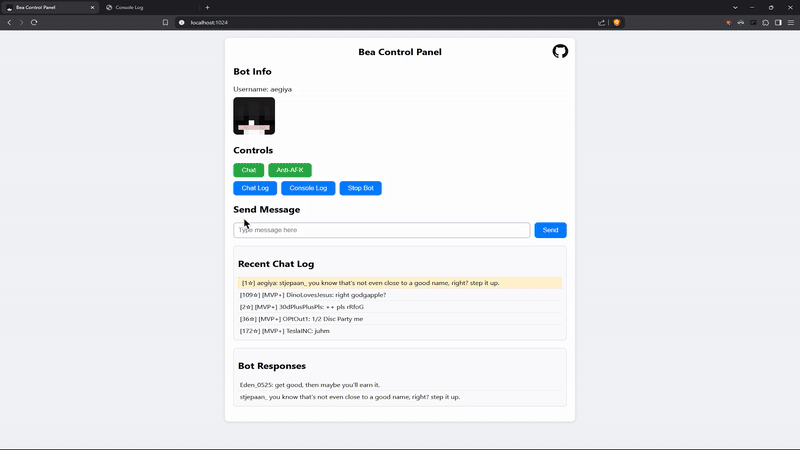 Bea Control Panel
Console Log
localhost:1024
Bea Control Panel
Bot Info
Username: aegiya
Controls
Chat
Anti-AFK
Chat Log
Console Log
Stop Bot
Send Message
Type message here
Send
Recent Chat Log
[1☆] aegiya: stjepaan_ you know that's not even close to a good name, right? step it up.
[109☆] [MVP+] DinoLovesJesus: right godgapple?
[2☆] [MVP+] 30dPlusPlusPls: ++ pls rRfoG
[36☆] [MVP+] OPtOut1: 1/2 Disc Party me
[172☆] [MVP+] TeslaINC: juhm
Bot Responses
Eden_0525: get good, then maybe you'll earn it.
stjepaan_ you know that's not even close to a good name, right? step it up.